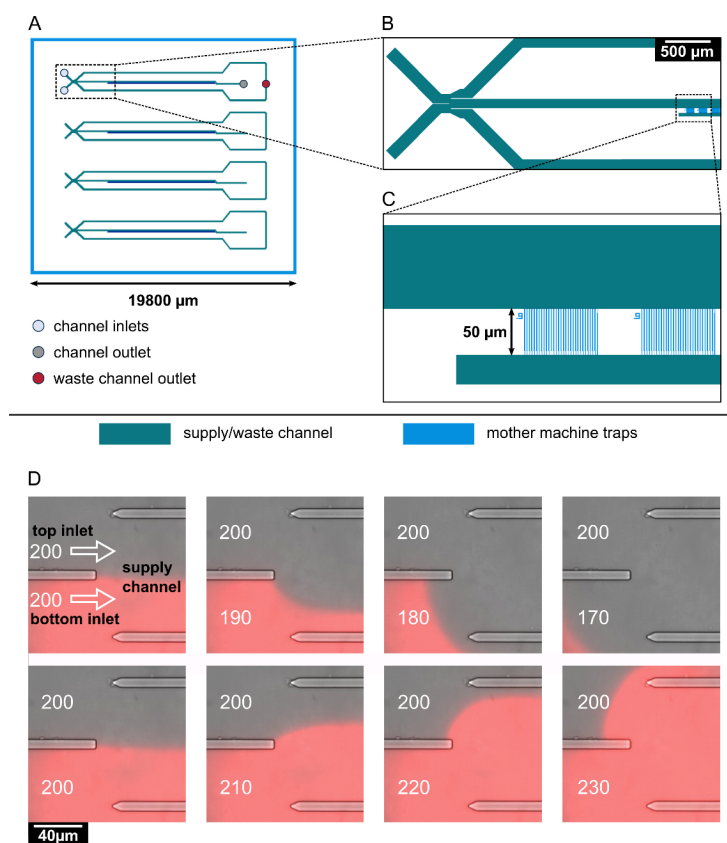 A
B
500 µm
19800 µm
channel inlets
channel outlet
waste channel outlet
C
50 µm
supply/waste channel
mother machine traps
D
top inlet
200
supply
channel
200
bottom inlet
200
190
200
180
200
170
200
200
200
210
200
220
200
230
40µm